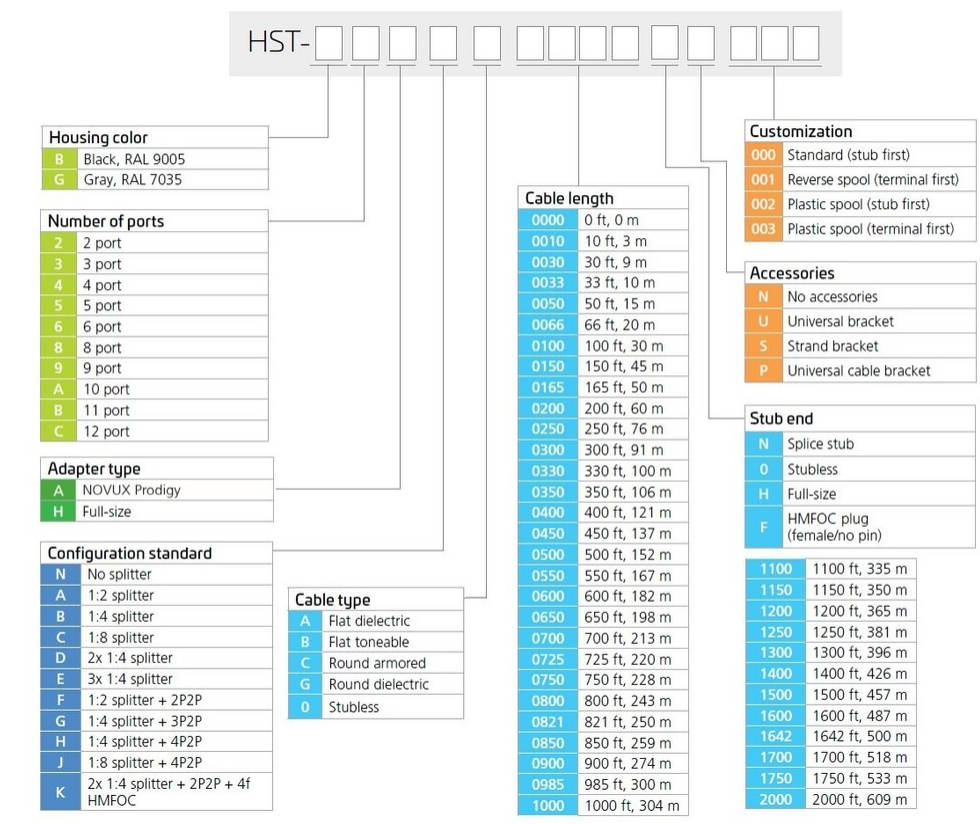 HST-
Housing color
B Black, RAL 9005
G Gray, RAL 7035
Number of ports
2 2 port
3 3 port
4 4 port
5 5 port
6 6 port
8 8 port
9 9 port
A 10 port
B 11 port
C 12 port
Adapter type
A NOVUX Prodigy
H Full-size
Configuration standard
N No splitter
A 1:2 splitter
B 1:4 splitter
C 1:8 splitter
D 2x 1:4 splitter
E 3x 1:4 splitter
F 1:2 splitter + 2P2P
G 1:4 splitter + 3P2P
H 1:4 splitter + 4P2P
J 1:8 splitter + 4P2P
K 2x 1:4 splitter + 2P2P + 4f
HMFOC
Cable type
A Flat dielectric
B Flat toneable
C Round armored
G Round dielectric
0 Stubless
Cable length
0000 0 ft, 0 m
0010 10 ft, 3 m
0030 30 ft, 9 m
0033 33 ft, 10 m
0050 50 ft, 15 m
0066 66 ft, 20 m
0100 100 ft, 30 m
0150 150 ft, 45 m
0165 165 ft, 50 m
0200 200 ft, 60 m
0250 250 ft, 76 m
0300 300 ft, 91 m
0330 330 ft, 100 m
0350 350 ft, 106 m
0400 400 ft, 121 m
0450 450 ft, 137 m
0500 500 ft, 152 m
0550 550 ft, 167 m
0600 600 ft, 182 m
0650 650 ft, 198 m
0700 700 ft, 213 m
0725 725 ft, 220 m
0750 750 ft, 228 m
0800 800 ft, 243 m
0821 821 ft, 250 m
0850 850 ft, 259 m
0900 900 ft, 274 m
0985 985 ft, 300 m
1000 1000 ft, 304 m
Customization
000 Standard (stub first)
001 Reverse spool (terminal first)
002 Plastic spool (stub first)
003 Plastic spool (terminal first)
Accessories
N No accessories
U Universal bracket
S Strand bracket
P Universal cable bracket
Stub end
N Splice stub
0 Stubless
H Full-size
F HMFOC plug
(female/no pin)
1100 1100 ft, 335 m
1150 1150 ft, 350 m
1200 1200 ft, 365 m
1250 1250 ft, 381 m
1300 1300 ft, 396 m
1400 1400 ft, 426 m
1500 1500 ft, 457 m
1600 1600 ft, 487 m
1642 1642 ft, 500 m
1700 1700 ft, 518 m
1750 1750 ft, 533 m
2000 2000 ft, 609 m